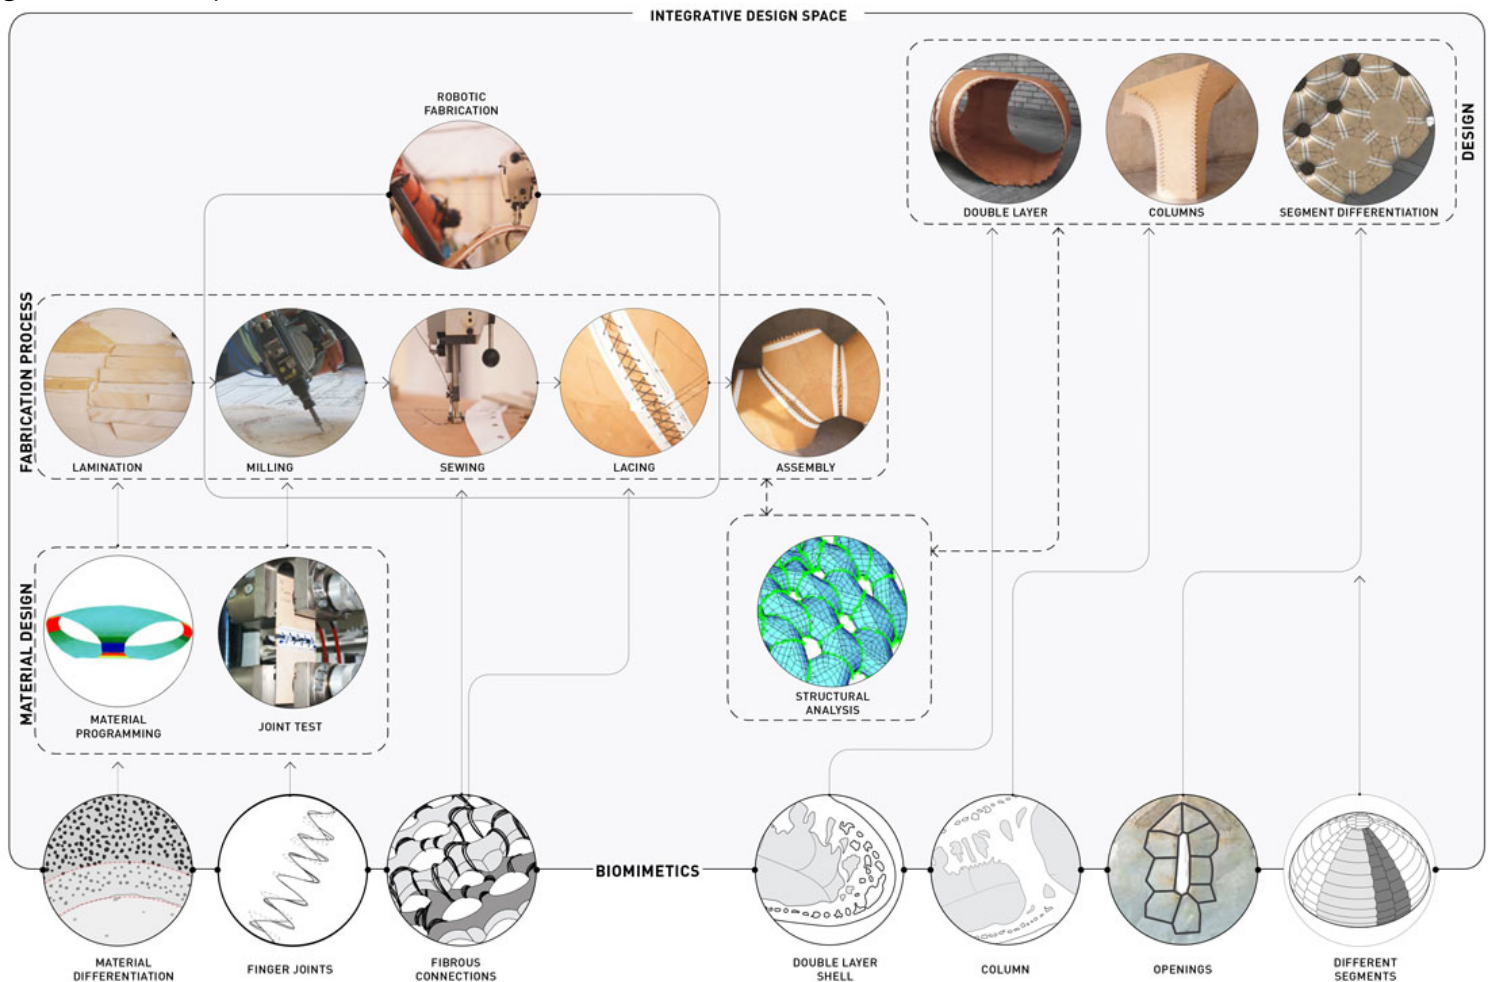 INTEGRATIVE DESIGN SPACE
ROBOTIC
FABRICATION
DESIGN
DOUBLE LAYER
COLUMNS
SEGMENT DIFFERENTIATION
FABRICATION PROCESS
LAMINATION
MILLING
SEWING
LACING
ASSEMBLY
MATERIAL DESIGN
MATERIAL
PROGRAMMING
JOINT TEST
STRUCTURAL
ANALYSIS
BIOMIMETICS
MATERIAL
DIFFERENTIATION
FINGER JOINTS
FIBROUS
CONNECTIONS
DOUBLE LAYER
SHELL
COLUMN
OPENINGS
DIFFERENT
SEGMENTS